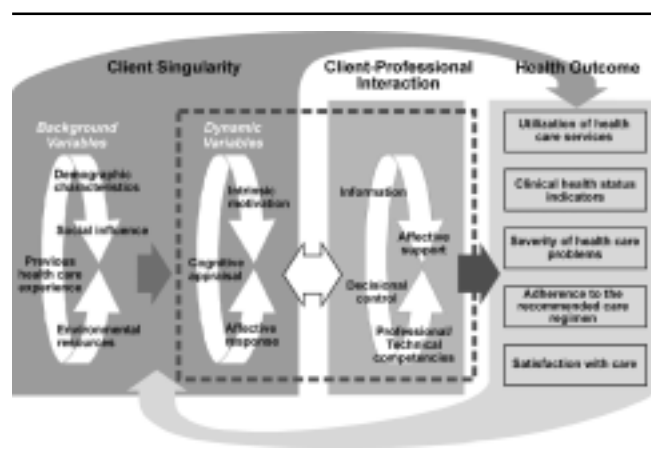 Client Singularity
Client-Professional
Interaction
Health Outcome
Background
Variables
Demographic
characteristics
Social influence
Previous
health care
experience
Environmental
resources
Dynamic
Variables
Intrinsic
motivation
Cognitive
appraisal
Affective
response
Information
Affective
support
Decisional
control
Professional/
Technical
competencies
Utilization of health
care services
Clinical health status
indicators
Severity of health care
problems
Adherence to the
recommended care
regimen
Satisfaction with care